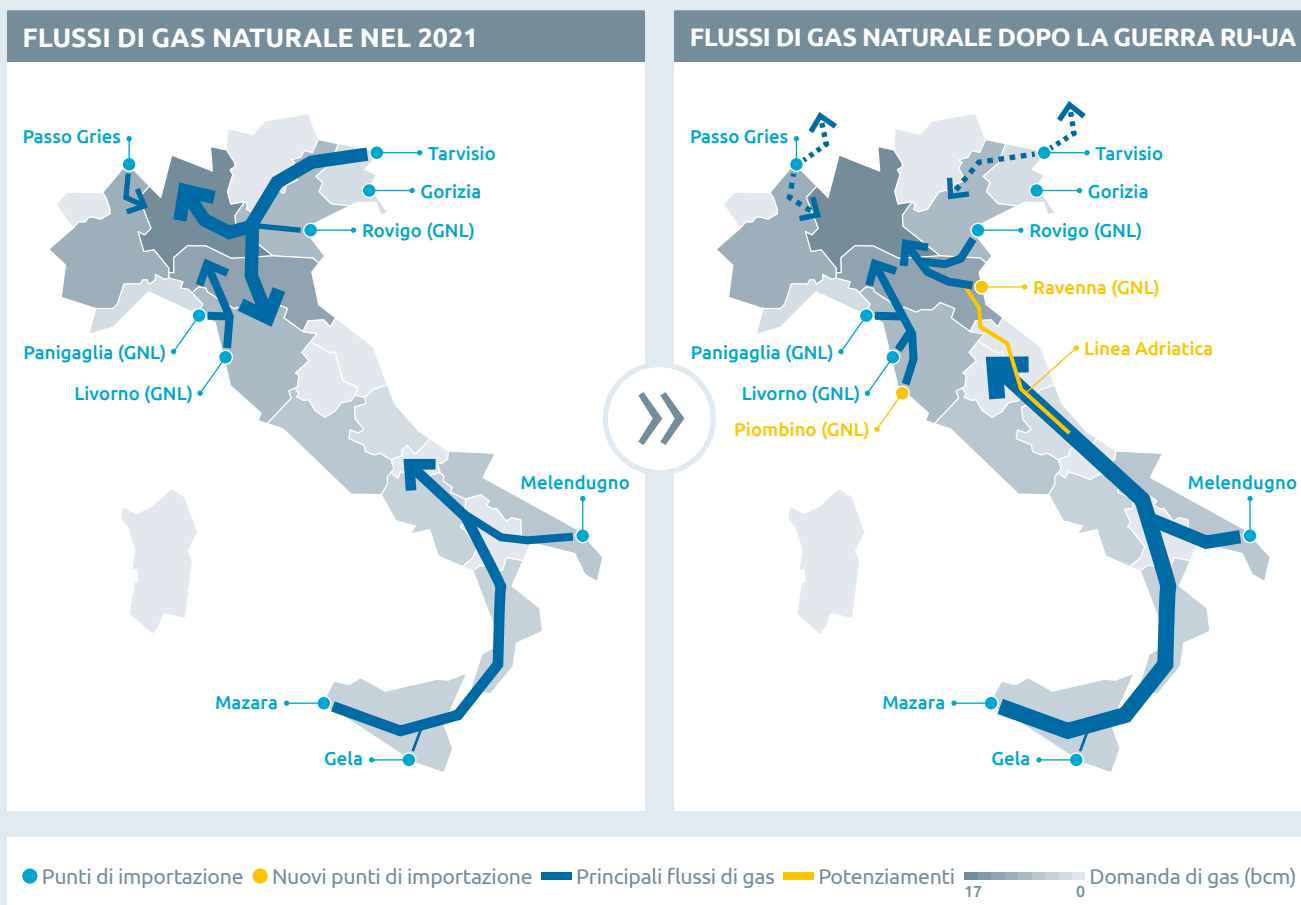 FLUSSI DI GAS NATURALE NEL 2021
Passo Gries
Tarvisio
Gorizia
Rovigo (GNL)
Panigaglia (GNL)
Livorno (GNL)
Melendugno
Mazara
Gela
FLUSSI DI GAS NATURALE DOPO LA GUERRA RU-UA
Passo Gries
Tarvisio
Gorizia
Rovigo (GNL)
Ravenna (GNL)
Linea Adriatica
Panigaglia (GNL)
Livorno (GNL)
Piombino (GNL)
Melendugno
Mazara
Gela
Punti di importazione Nuovi punti di importazione Principali flussi di gas Potenziamenti Domanda di gas (bcm)
17 0